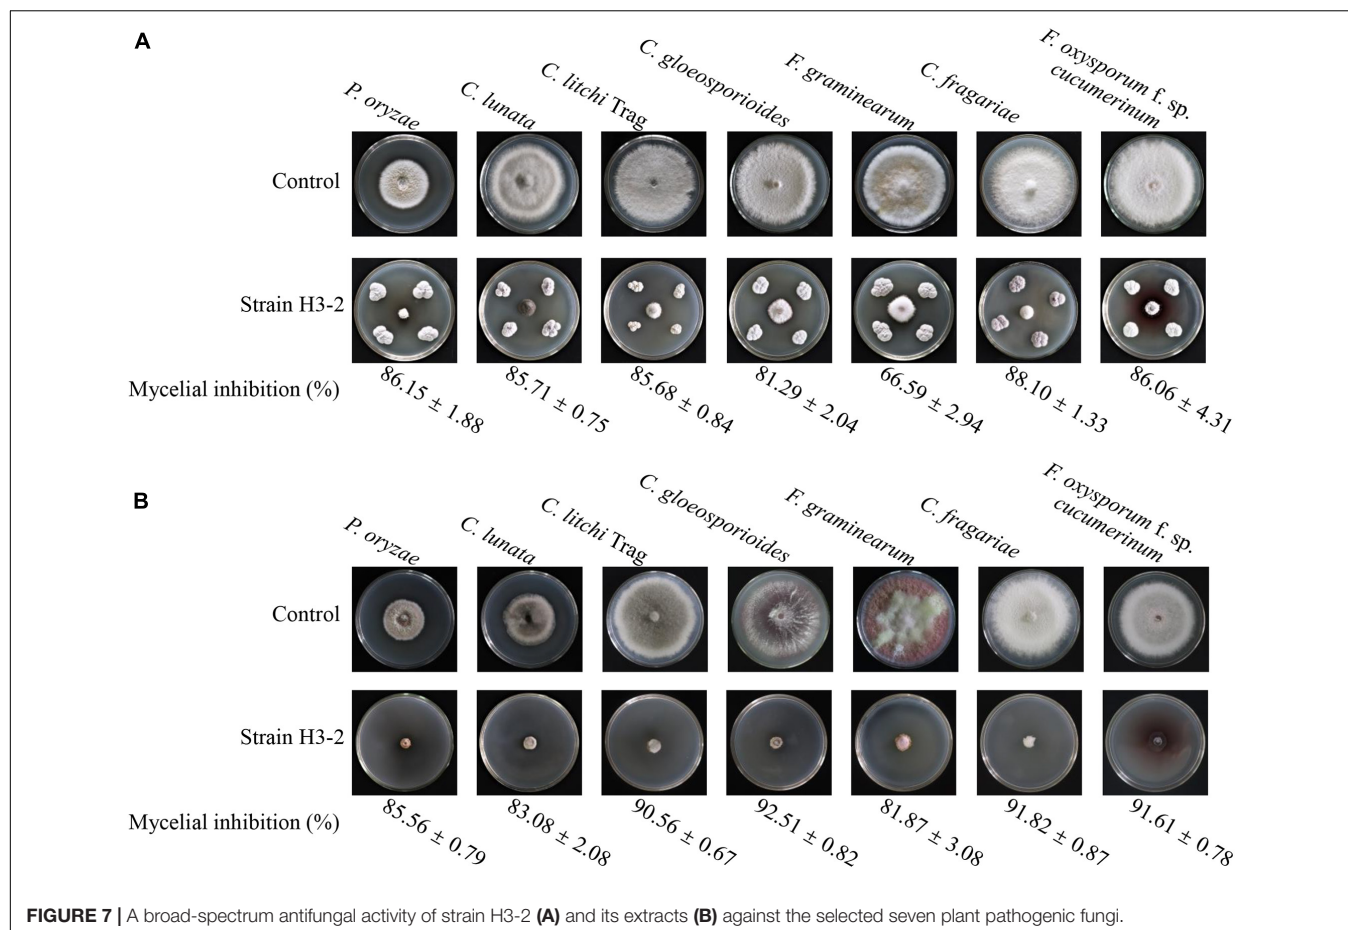 A
P. oryzae
C. lunata
C. litchi Trag
C. gloeosporioides
F. graminearum
C. fragariae
F. oxysporum f. sp.
cucumerinum
Control
Strain H3-2
Mycelial inhibition (%)
86.15 ± 1.88
85.71 ± 0.75
85.68 ± 0.84
81.29 ± 2.04
66.59 ± 2.94
88.10 ± 1.33
86.06 ± 4.31
B
P. oryzae
C. lunata
C. litchi Trag
C. gloeosporioides
F. graminearum
C. fragariae
F. oxysporum f. sp.
cucumerinum
Control
Strain H3-2
Mycelial inhibition (%)
85.56 ± 0.79
83.08 ± 2.08
90.56 ± 0.67
92.51 ± 0.82
81.87 ± 3.08
91.82 ± 0.87
91.61 ± 0.78
FIGURE 7 | A broad-spectrum antifungal activity of strain H3-2 (A) and its extracts (B) against the selected seven plant pathogenic fungi.